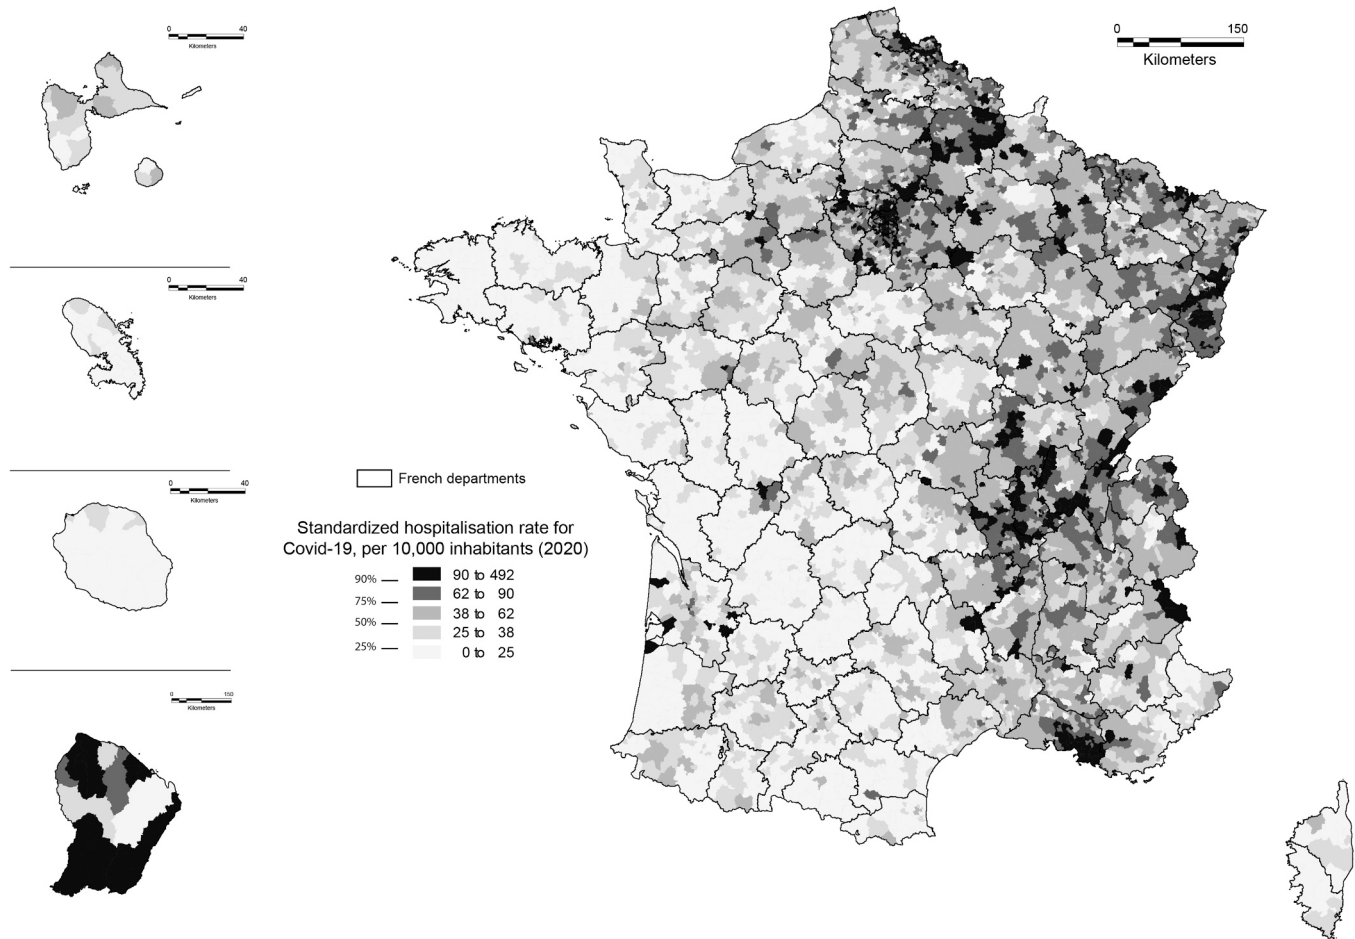 0 40
Kilometers
0 150
Kilometers
0 40
Kilometers
0 40
Kilometers
French departments
Standardized hospitalisation rate for
Covid-19, per 10,000 inhabitants (2020)
90% 90 to 492
75% 62 to 90
50% 38 to 62
25% 25 to 38
0 to 25
0 150
Kilometers